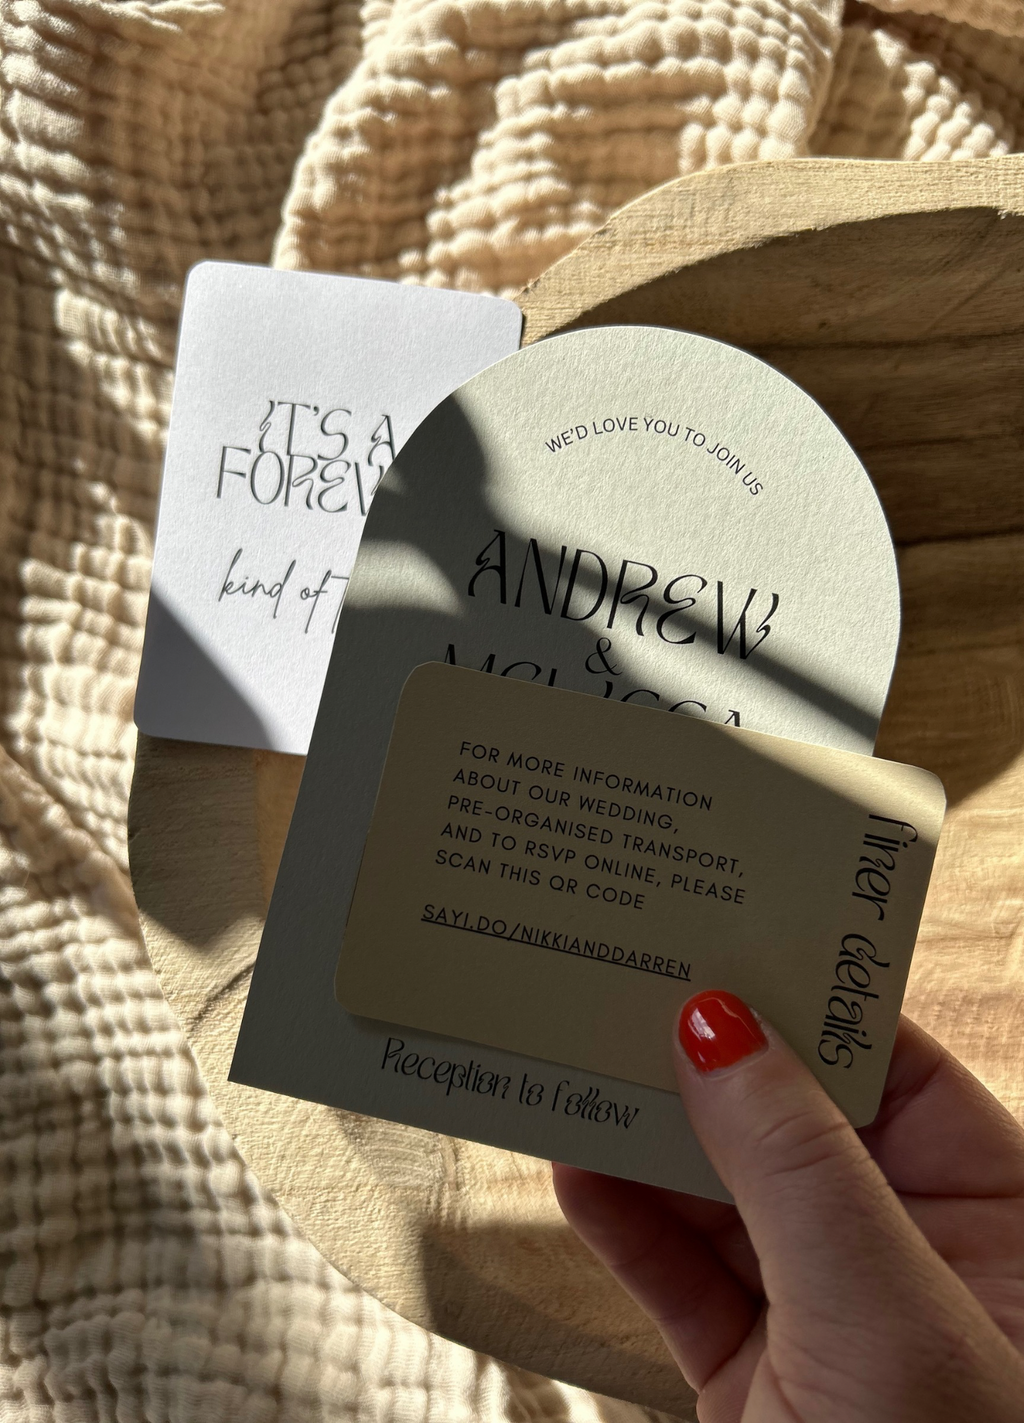 IT'S A
kind of
WE'D LOVE YOU TO JOIN US
ANDREW
&
MELISSA
FOR MORE INFORMATION
ABOUT OUR WEDDING,
PRE-ORGANISED TRANSPORT,
AND TO RSVP ONLINE, PLEASE
SCAN THIS QR CODE
SAYI.DO/NIKKIANDDARREN
finer details
Reception to follow